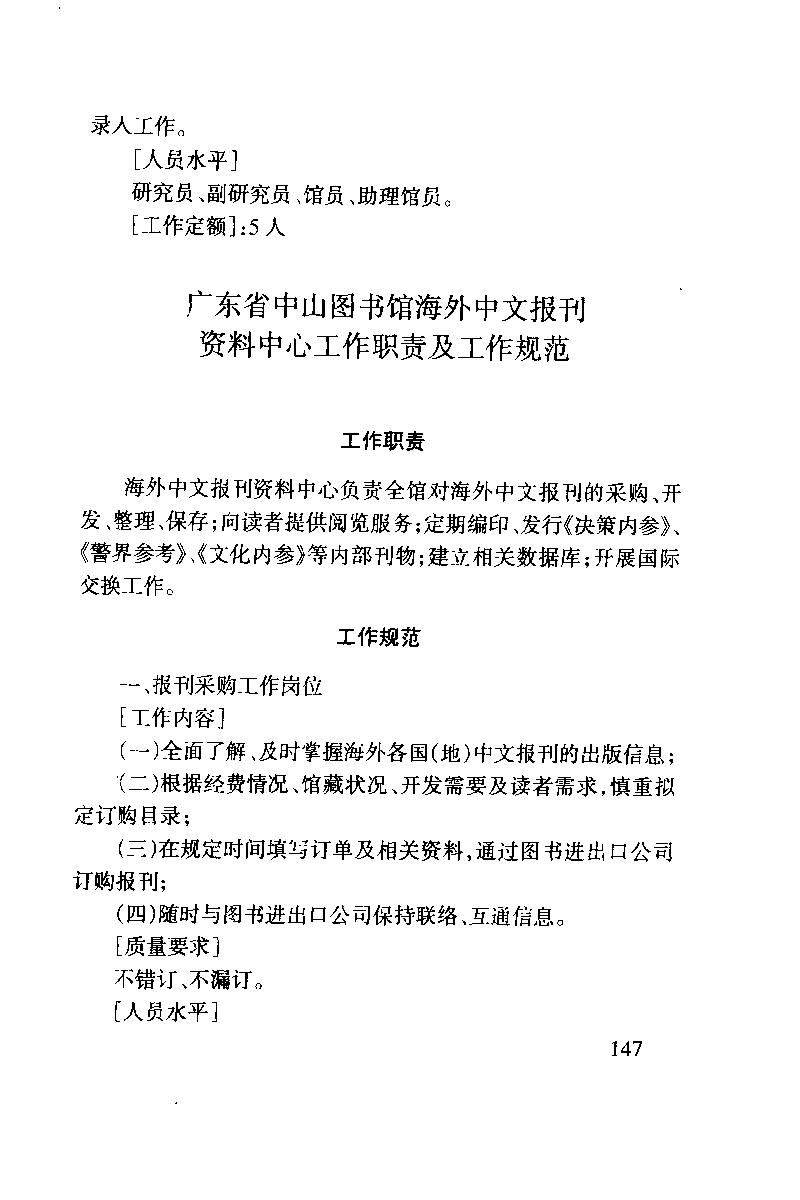 录入工作。
[人员水平]
研究员、副研究员、馆员、助理馆员。
[工作定额]:5人
广东省中山图书馆海外中文报刊
资料中心工作职责及工作规范
工作职责
海外中文报刊资料中心负责全馆对海外中文报刊的采购、开
发、整理、保存;向读者提供阅览服务;定期编印、发行《决策内参》、
《警界参考》、《文化内参》等内部刊物;建立相关数据库;开展国际
交换工作。
工作规范
一、报刊采购工作岗位
[工作内容]
(一)全面了解、及时掌握海外各国(地)中文报刊的出版信息;
(二)根据经费情况、馆藏状况、开发需要及读者需求,慎重拟
定订购目录;
(三)在规定时间填写订单及相关资料,通过图书进出口公司
订购报刊;
(四)随时与图书进出口公司保持联络、互通信息。
[质量要求]
不错订、不漏订。
[人员水平]
147